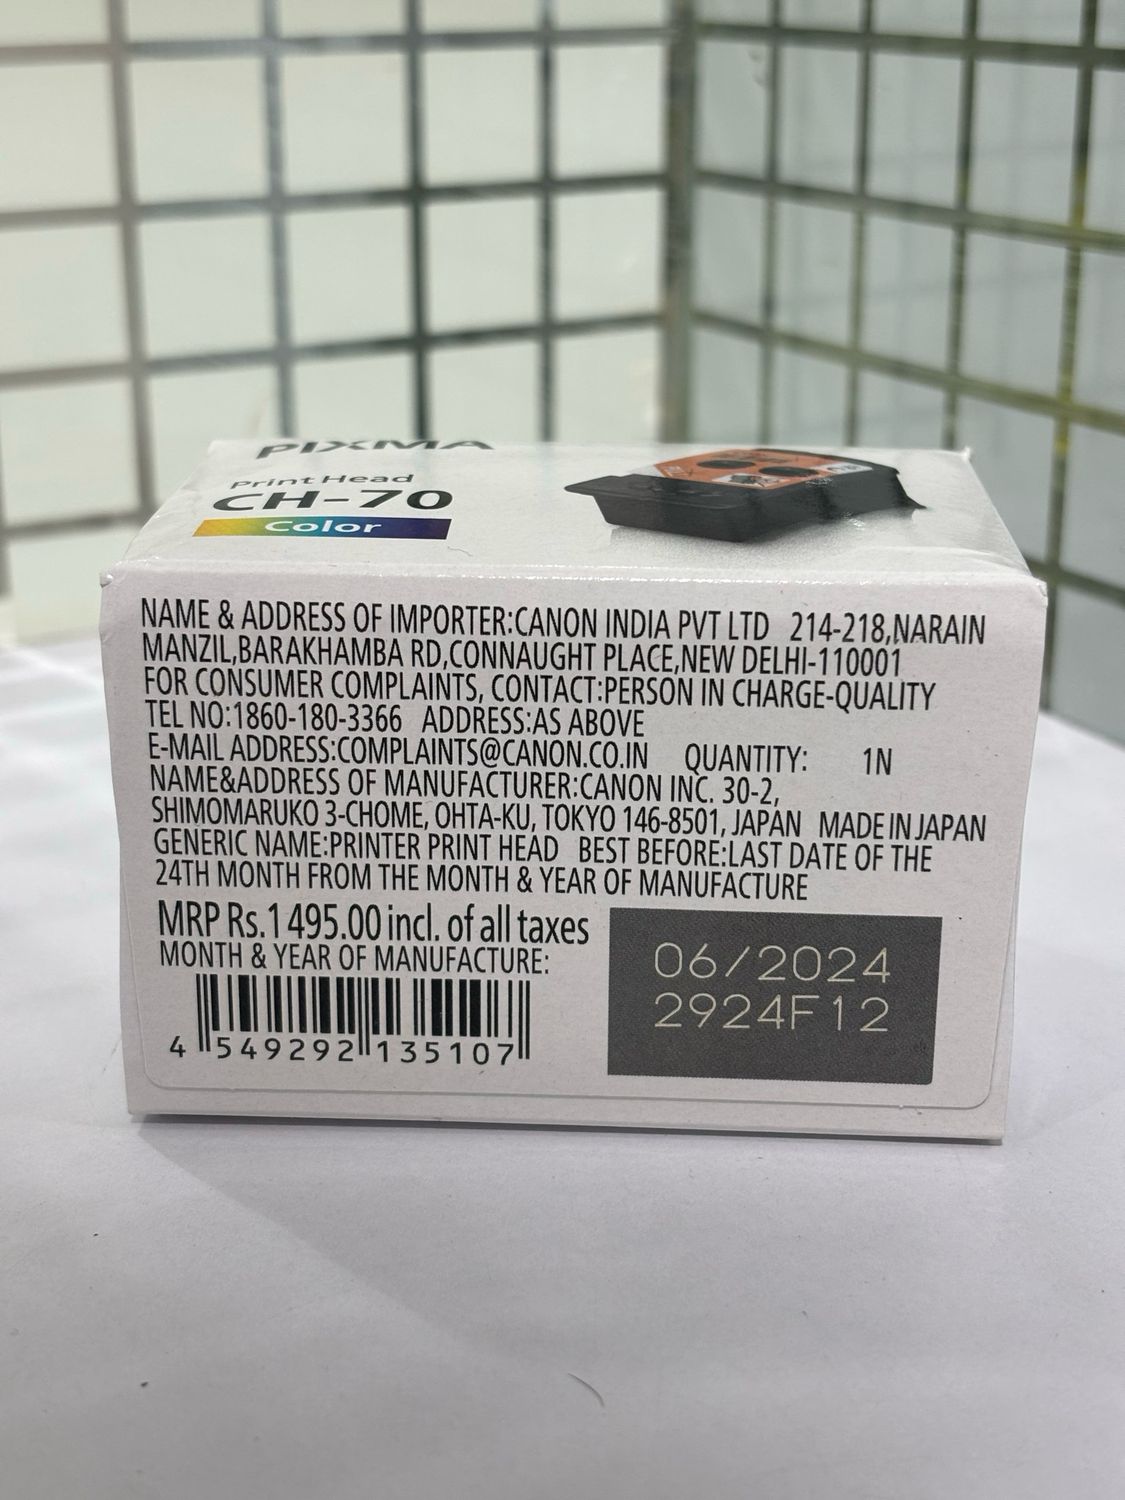 PIXMA
Print Head
CH-70
Color
NAME & ADDRESS OF IMPORTER:CANON INDIA PVT LTD 214-218,NARAIN
MANZIL,BARAKHAMBA RD,CONNAUGHT PLACE,NEW DELHI-110001
FOR CONSUMER COMPLAINTS, CONTACT:PERSON IN CHARGE-QUALITY
TEL NO:1860-180-3366 ADDRESS:AS ABOVE
E-MAIL ADDRESS:COMPLAINTS@CANON.CO.IN QUANTITY: 1N
NAME&ADDRESS OF MANUFACTURER:CANON INC. 30-2,
SHIMOMARUKO 3-CHOME, OHTA-KU, TOKYO 146-8501, JAPAN MADE IN JAPAN
GENERIC NAME:PRINTER PRINT HEAD BEST BEFORE:LAST DATE OF THE
24TH MONTH FROM THE MONTH & YEAR OF MANUFACTURE
MRP Rs.1495.00 incl. of all taxes
MONTH & YEAR OF MANUFACTURE:
06/2024
2924F12
4 549292 135107